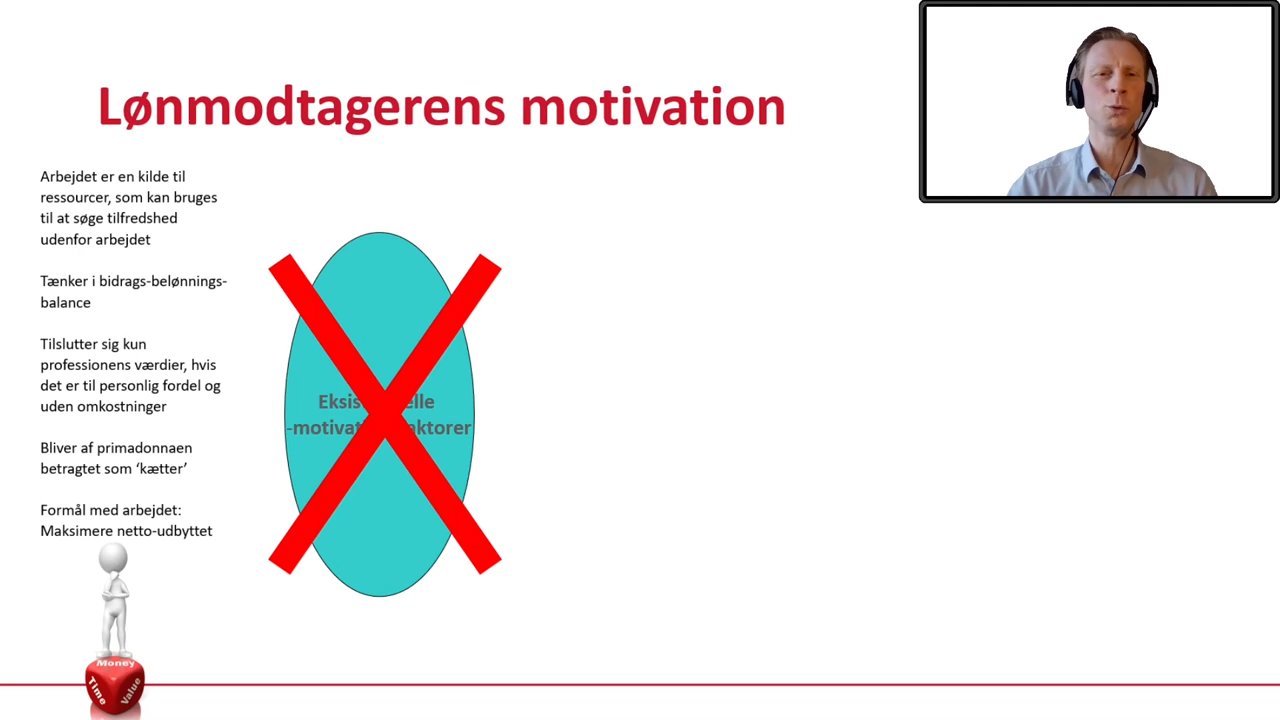 Lønmodtagerens motivation
Arbejdet er en kilde til
ressourcer, som kan bruges
til at søge tilfredshed
udenfor arbejdet
Tænker i bidrags-belønnings-
balance
Tilslutter sig kun
professionens værdier, hvis
det er til personlig fordel og
uden omkostninger
Bliver af primadonnaen
betragtet som ‘kætter’
Formål med arbejdet:
Maksimere netto-udbyttet
Money
Time
Value